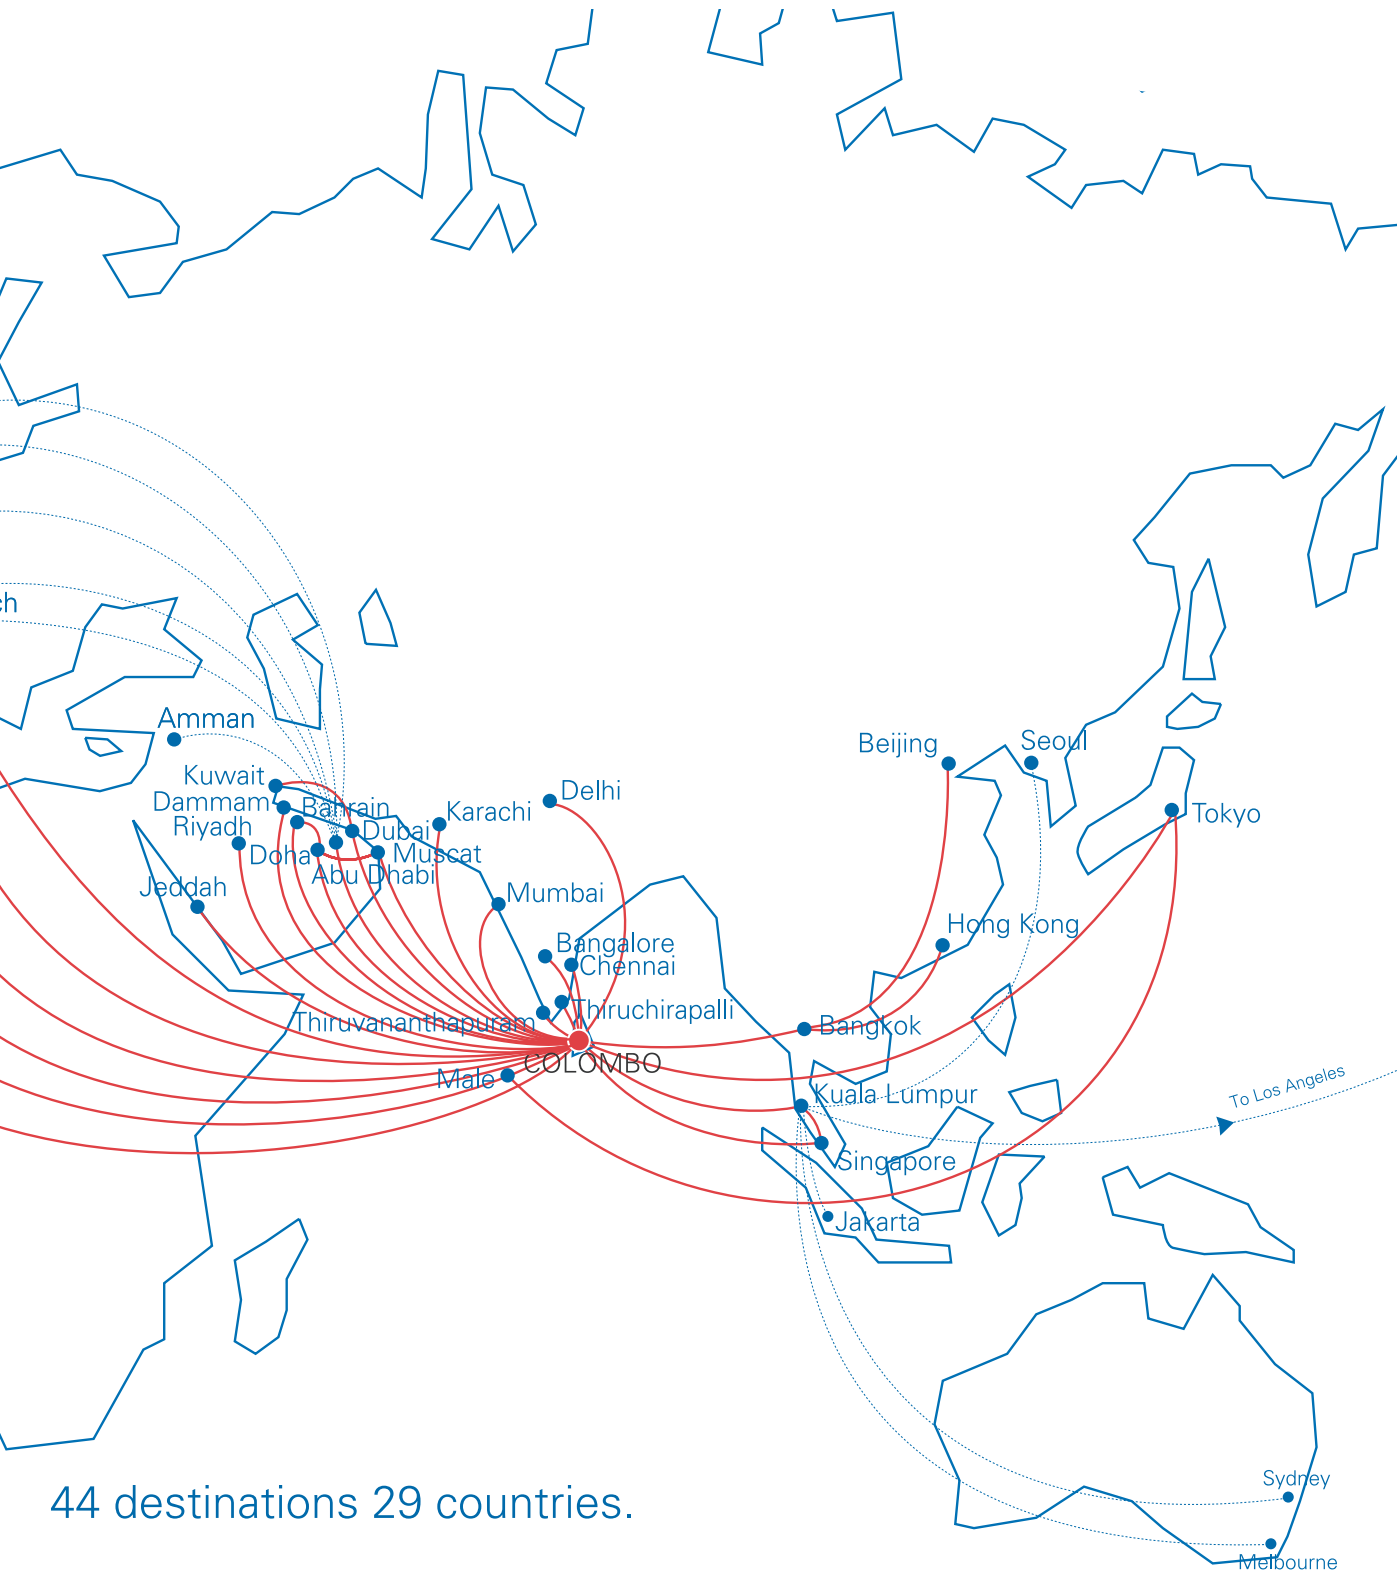 ch
Amman
Beijing
Seoul
Kuwait
Delhi
Dammam
Bahrain
Karachi
Riyadh
Dubai
Tokyo
Doha
Muscat
Abu Dhabi
Jeddah
Mumbai
Hong Kong
Bangalore
Chennai
Thiruchirapalli
Thiruvananthapuram
Bangkok
COLOMBO
Male
Kuala Lumpur
To Los Angeles
Singapore
Jakarta
Sydney
44 destinations 29 countries.
Melbourne